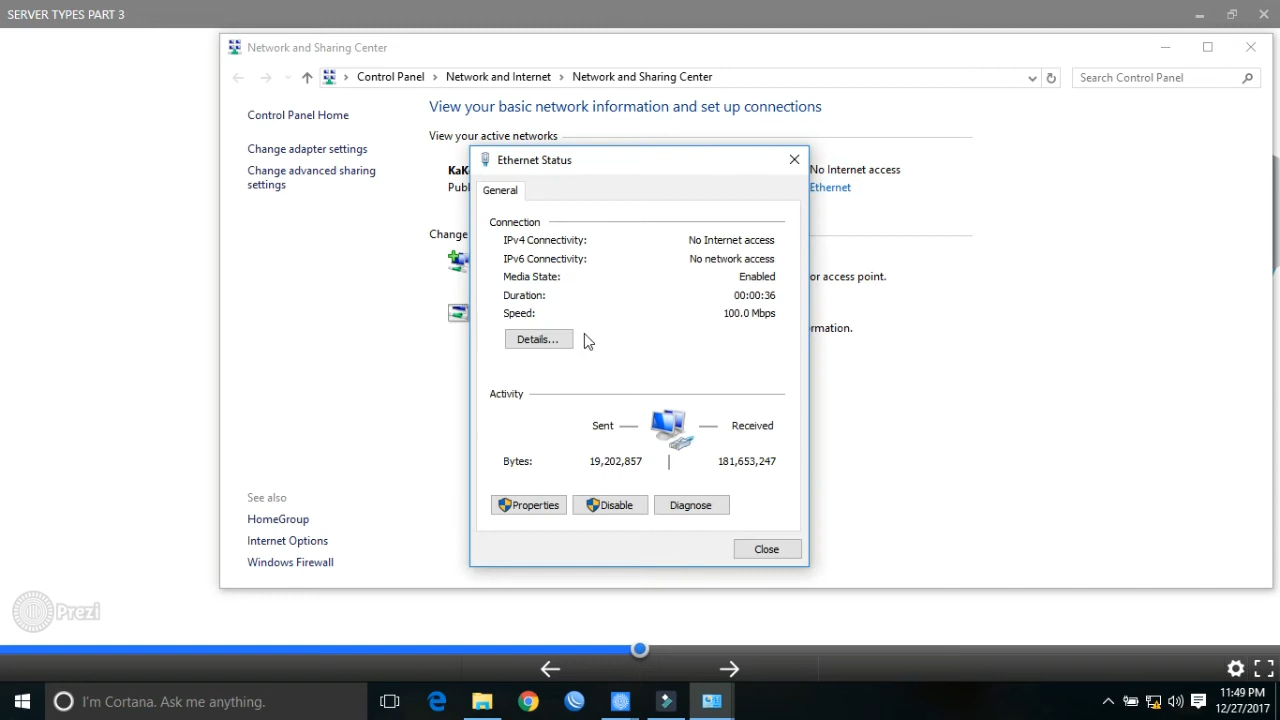 SERVER TYPES PART 3
Network and Sharing Center
Control Panel > Network and Internet > Network and Sharing Center
Search Control Panel
Control Panel Home
Change adapter settings
Change advanced sharing
settings
See also
HomeGroup
Internet Options
Windows Firewall
View your basic network information and set up connections
View your active networks
KaK
Publ
No Internet access
Ethernet
Change
or access point.
rmation.
Ethernet Status
General
Connection
IPv4 Connectivity: No Internet access
IPv6 Connectivity: No network access
Media State: Enabled
Duration: 00:00:36
Speed: 100.0 Mbps
Details...
Activity
Sent — — Received
Bytes: 19,202,857 | 181,653,247
Properties Disable Diagnose
Close
Prezi
I'm Cortana. Ask me anything.
11:49 PM
12/27/2017